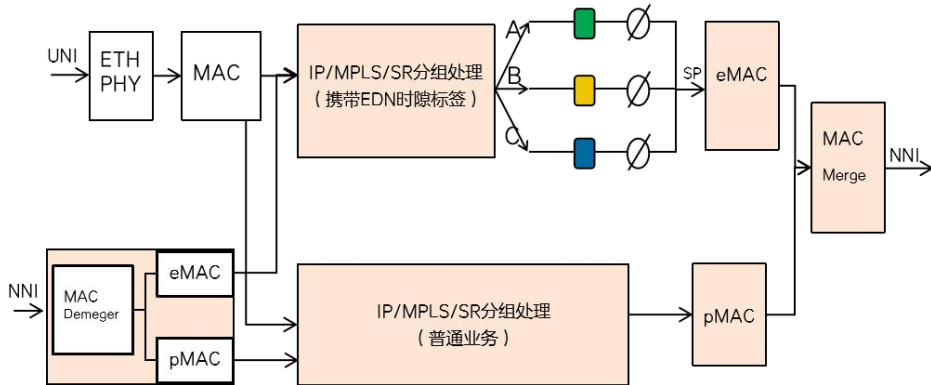 UNI
ETH
PHY
MAC
IP/MPLS/SR分组处理
（携带EDN时隙标签）
A
B
C
SP
eMAC
MAC
Merge
NNI
NNI
MAC
Demeger
eMAC
pMAC
IP/MPLS/SR分组处理
（普通业务）
pMAC